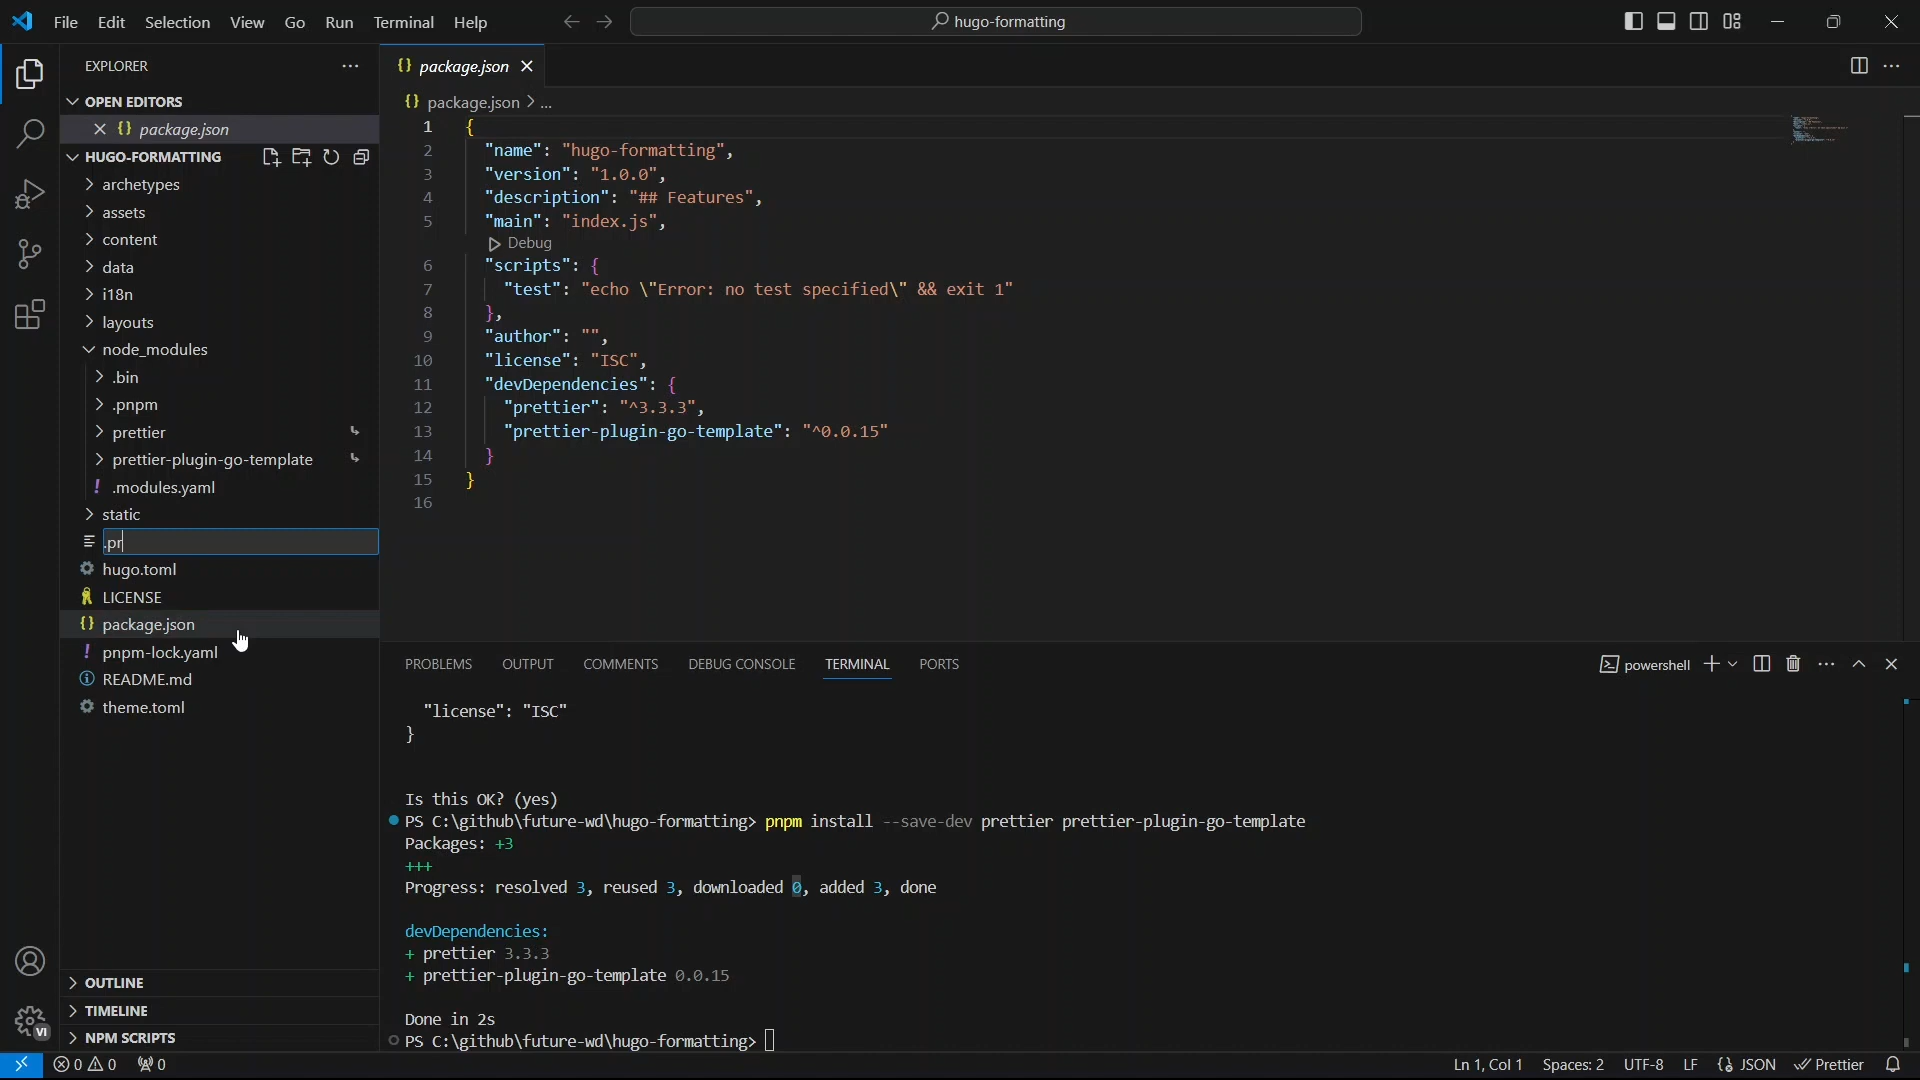 File Edit Selection View Go Run Terminal Help
hugo-formatting
EXPLORER
OPEN EDITORS
package.json
HUGO-FORMATTING
archetypes
assets
content
data
i18n
layouts
node_modules
.bin
.pnpm
prettier
prettier-plugin-go-template
.modules.yaml
static
.pr
hugo.toml
LICENSE
package.json
pnpm-lock.yaml
README.md
theme.toml
OUTLINE
TIMELINE
NPM SCRIPTS
VI
package.json
package.json > ...
1 {
2 "name": "hugo-formatting",
3 "version": "1.0.0",
4 "description": "## Features",
5 "main": "index.js",
Debug
6 "scripts": {
7 "test": "echo \"Error: no test specified\" && exit 1"
8 },
9 "author": "",
10 "license": "ISC",
11 "devDependencies": {
12 "prettier": "^3.3.3",
13 "prettier-plugin-go-template": "^0.0.15"
14 }
15 }
16
PROBLEMS OUTPUT COMMENTS DEBUG CONSOLE TERMINAL PORTS
powershell
"license": "ISC"
}
Is this OK? (yes)
PS C:\github\future-wd\hugo-formatting> pnpm install --save-dev prettier prettier-plugin-go-template
Packages: +3
+++
Progress: resolved 3, reused 3, downloaded 0, added 3, done
devDependencies:
+ prettier 3.3.3
+ prettier-plugin-go-template 0.0.15
Done in 2s
PS C:\github\future-wd\hugo-formatting>
0 0 0
Ln 1, Col 1 Spaces: 2 UTF-8 LF {} JSON Prettier